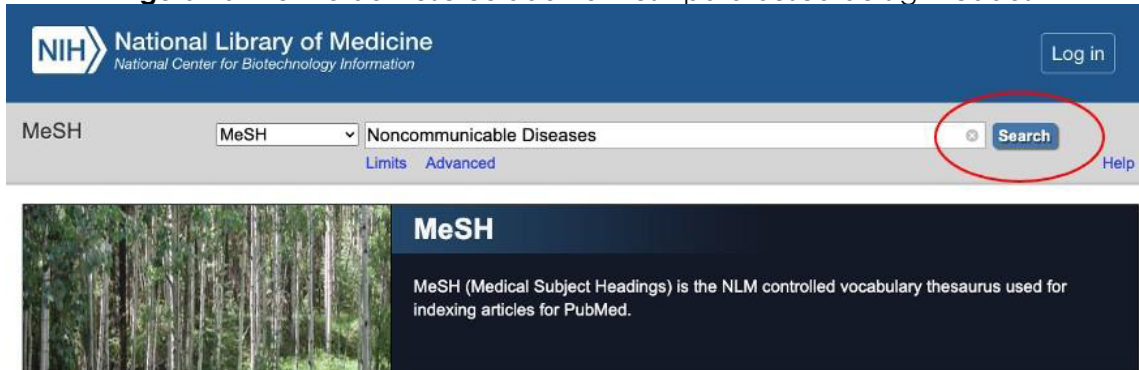 NIH National Library of Medicine Log in
National Center for Biotechnology Information
MeSH MeSH Noncommunicable Diseases Search
Limits Advanced Help
MeSH
MeSH (Medical Subject Headings) is the NLM controlled vocabulary thesaurus used for
indexing articles for PubMed.